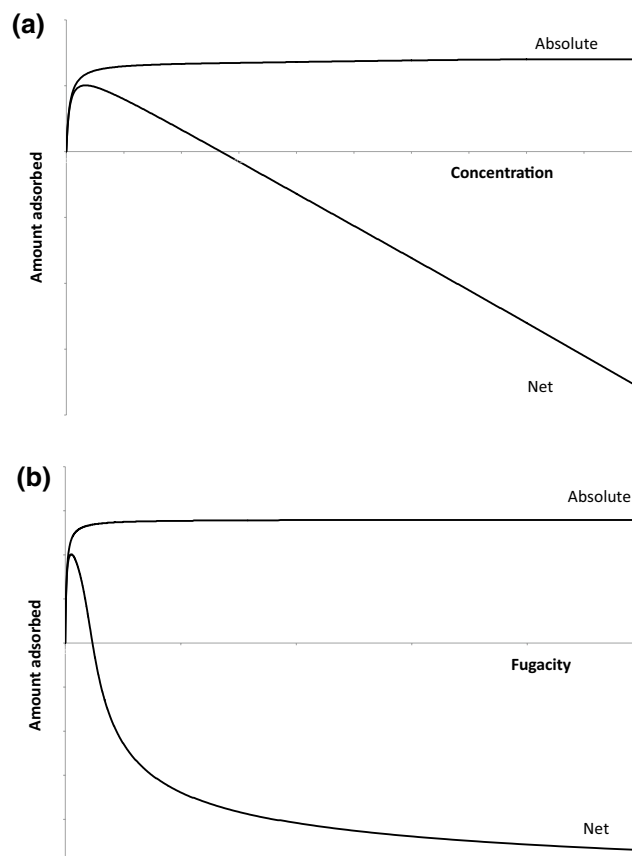 (a)
Absolute
Amount adsorbed
Concentration
Net
(b)
Absolute
Amount adsorbed
Fugacity
Net